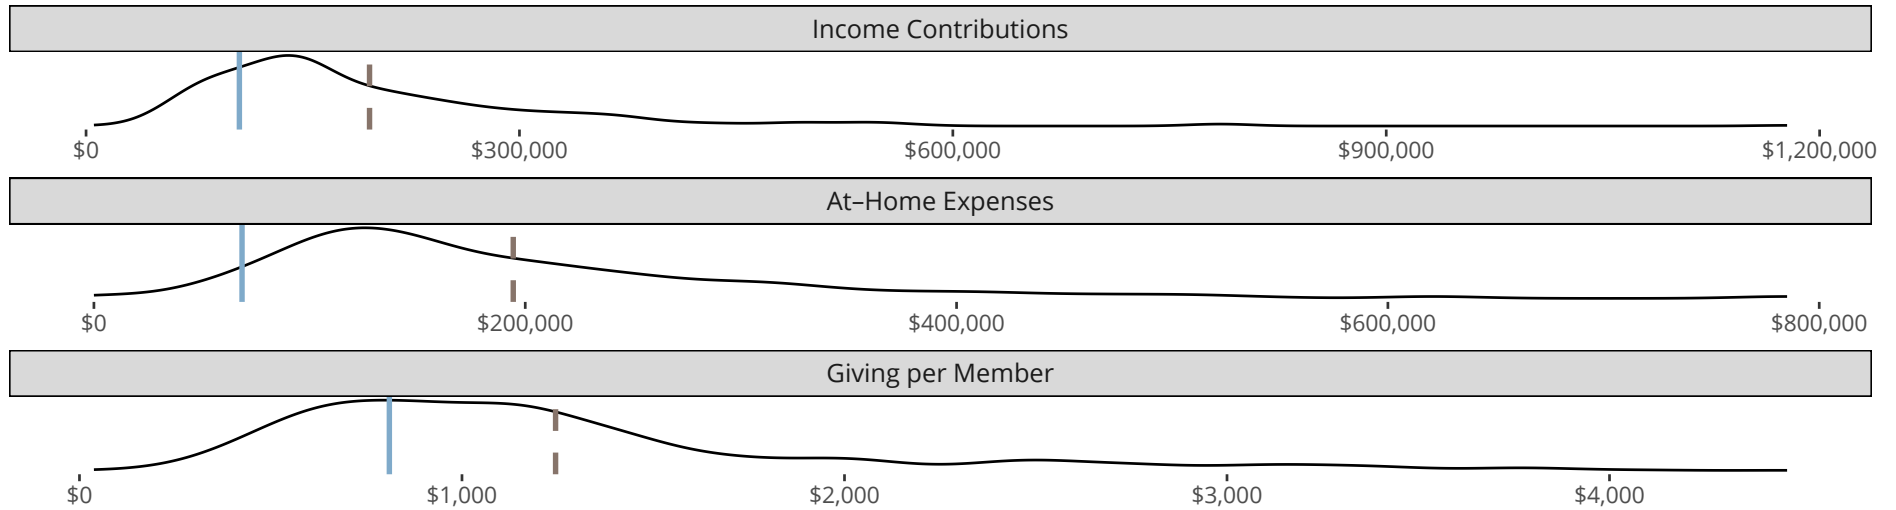 Income Contributions
$0 $300,000 $600,000 $900,000 $1,200,000
At–Home Expenses
$0 $200,000 $400,000 $600,000 $800,000
Giving per Member
$0 $1,000 $2,000 $3,000 $4,000